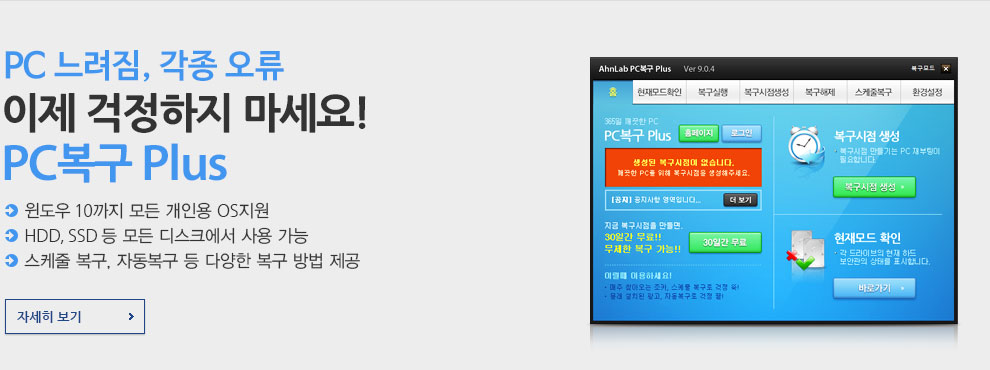 PC 느려짐, 각종 오류
이제 걱정하지 마세요!
PC복구 Plus
윈도우 10까지 모든 개인용 OS지원
HDD, SSD 등 모든 디스크에서 사용 가능
스케줄 복구, 자동복구 등 다양한 복구 방법 제공
자세히 보기
AhnLab PC복구 Plus Ver 9.0.4 복구모드
홈 현재모드확인 복구실행 복구시점생성 복구해제 스케줄복구 환경설정
365일 깨끗한 PC
PC복구 Plus 홈페이지 로그인
생성된 복구시점이 없습니다.
깨끗한 PC를 위해 복구시점을 생성해주세요.
[공지] 공지사항 영역입니다... 더 보기
지금 복구시점을 만들면,
30일간 무료!!
무제한 복구 가능!!
30일간 무료
이럴때 이용하세요!
· 매주 찾아오는 조카, 스케줄 복구로 걱정 뚝!
· 몰래 설치된 광고, 자동복구로 걱정 끝!
복구시점 생성
· 복구시점 만들기는 PC 재부팅이
필요합니다.
복구시점 생성
현재모드 확인
· 각 드라이브의 현재 하드
보안관의 상태를 표시합니다.
바로가기